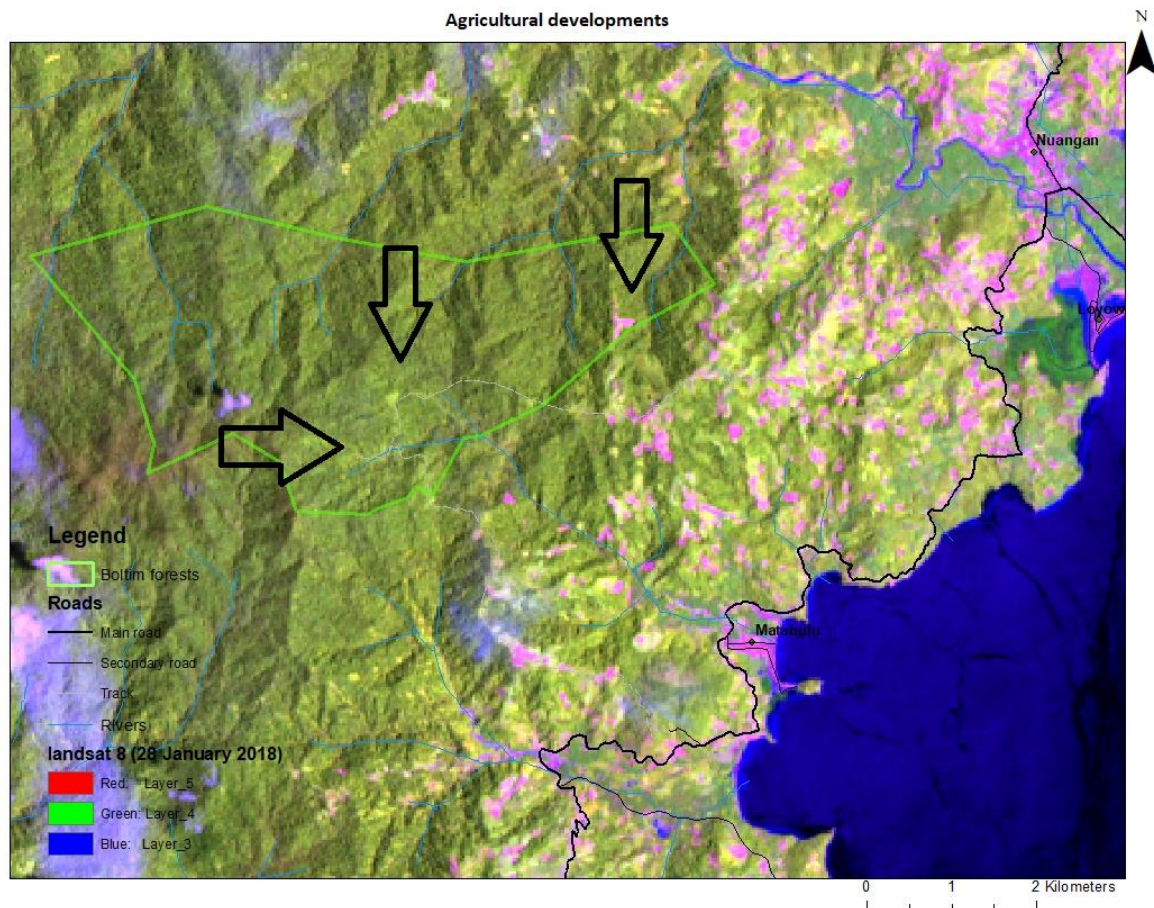 Agricultural developments
N
Nuangan
Loyow
Legend
Boltim forests
Roads
Main road
Secondary road
Track
Rivers
landsat 8 (28 January 2018)
Red: Layer_5
Green: Layer_4
Blue: Layer_3
0 1 2 Kilometers